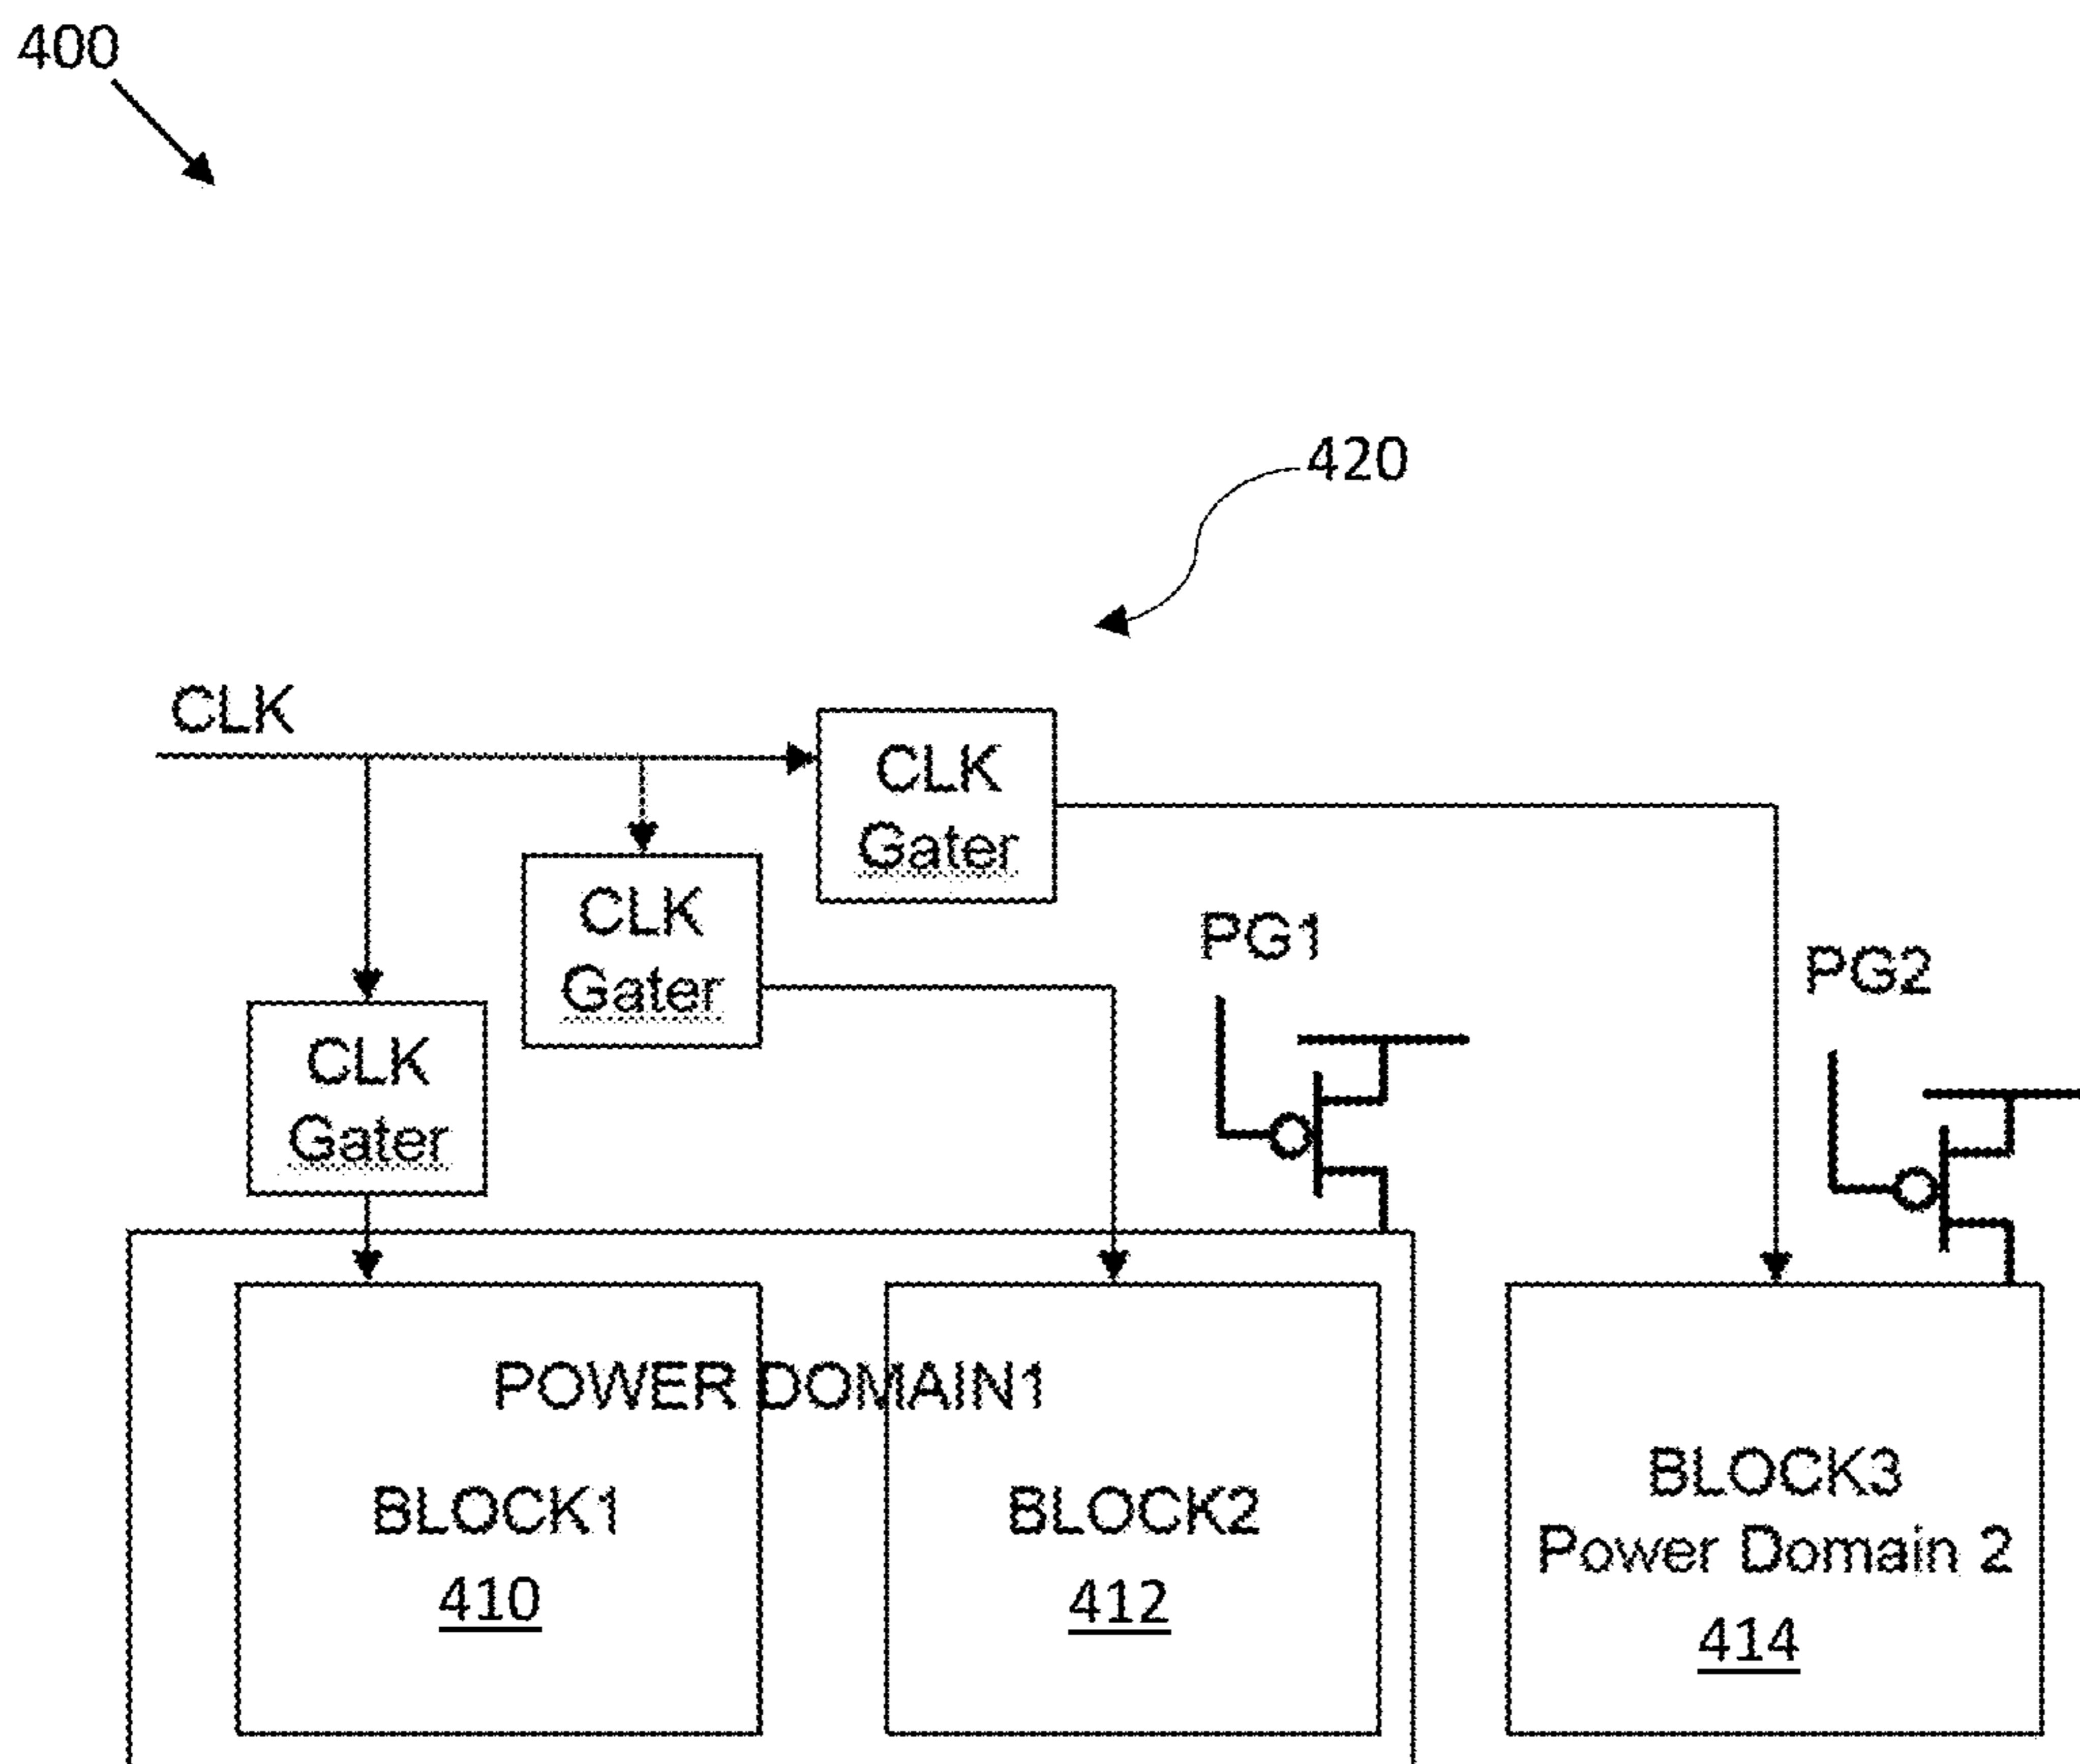 400
420
CLK
CLK
Gater
CLK
Gater
PG1
PG2
CLK
Gater
POWER DOMAIN1
BLOCK1
410
BLOCK2
412
BLOCK3
Power Domain 2
414